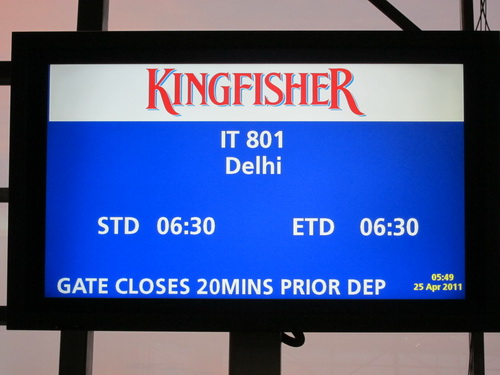 KINGFISHER
IT 801
Delhi
STD 06:30 ETD 06:30
GATE CLOSES 20MINS PRIOR DEP
05:49
25 Apr 2011